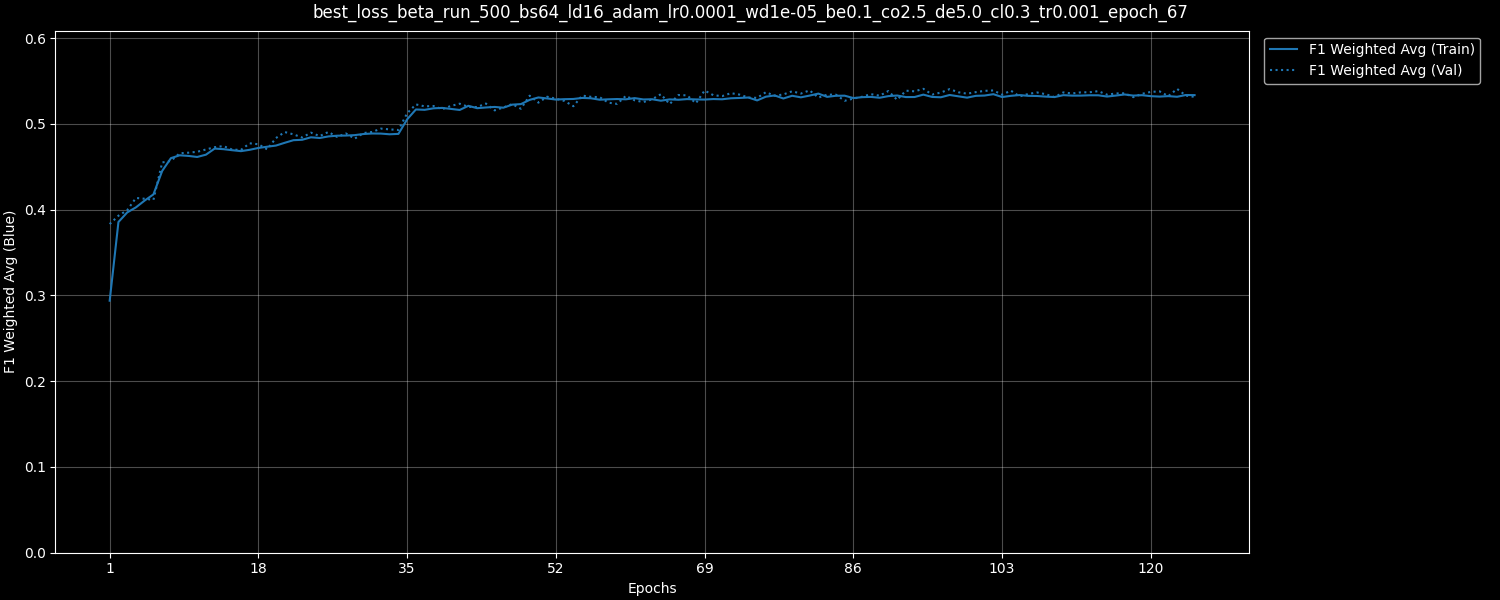 best_loss_beta_run_500_bs64_ld16_adam_lr0.0001_wd1e-05_be0.1_co2.5_de5.0_cl0.3_tr0.001_epoch_67
F1 Weighted Avg (Train)
F1 Weighted Avg (Val)
F1 Weighted Avg (Blue)
0.6
0.5
0.4
0.3
0.2
0.1
0.0
1 18 35 52 69 86 103 120
Epochs